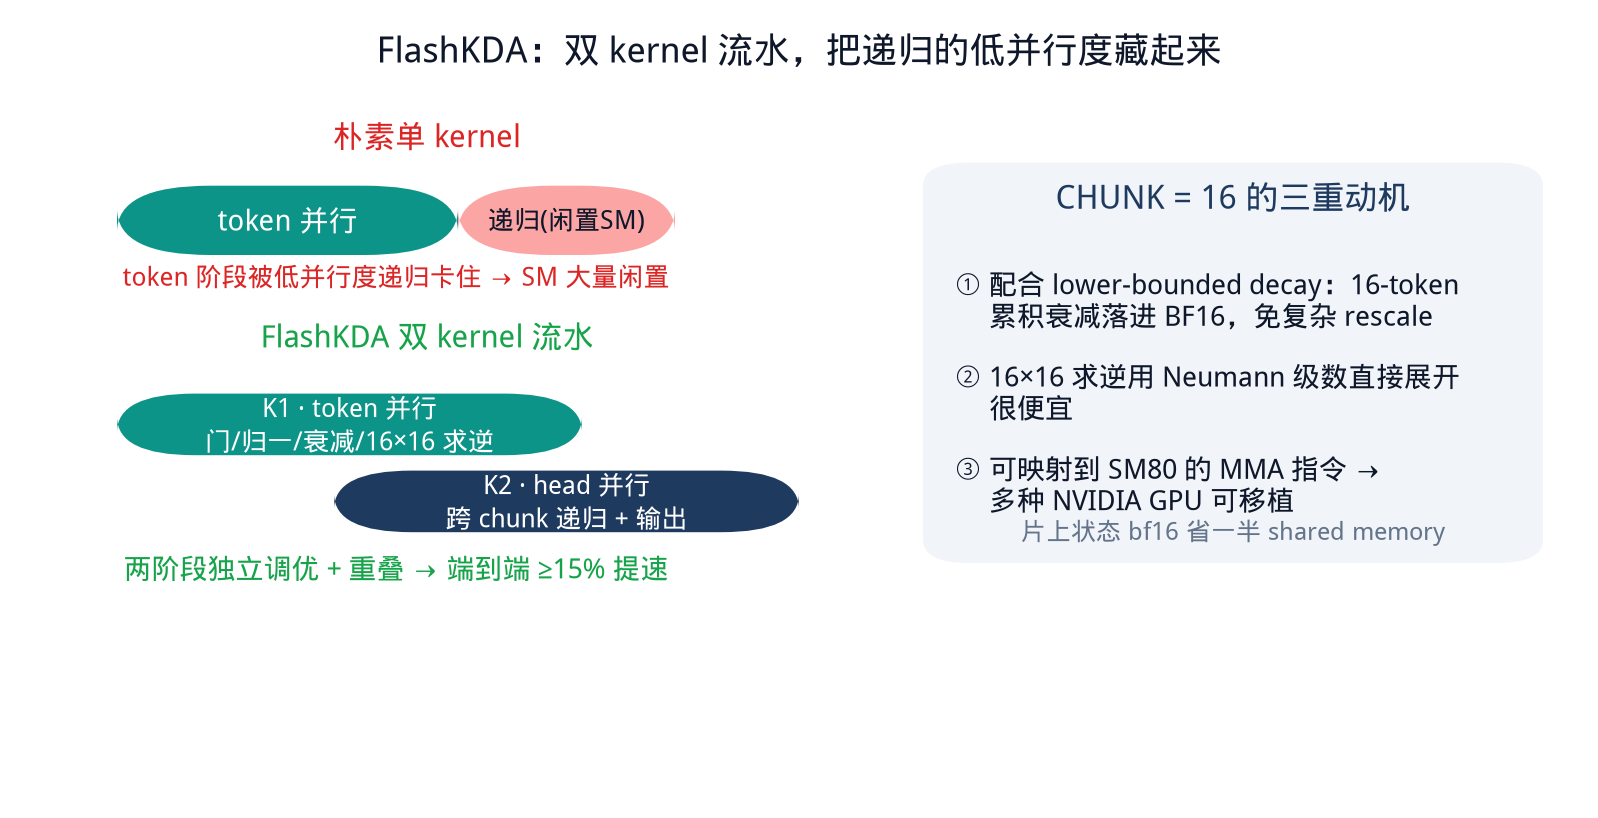 FlashKDA：双 kernel 流水，把递归的低并行度藏起来
朴素单 kernel
token 并行
递归(闲置SM)
token 阶段被低并行度递归卡住 → SM 大量闲置
FlashKDA 双 kernel 流水
K1 · token 并行
门/归一/衰减/16×16 求逆
K2 · head 并行
跨 chunk 递归 + 输出
两阶段独立调优 + 重叠 → 端到端 ≥15% 提速
CHUNK = 16 的三重动机
① 配合 lower-bounded decay：16-token
累积衰减落进 BF16，免复杂 rescale
② 16×16 求逆用 Neumann 级数直接展开
很便宜
③ 可映射到 SM80 的 MMA 指令 →
多种 NVIDIA GPU 可移植
片上状态 bf16 省一半 shared memory